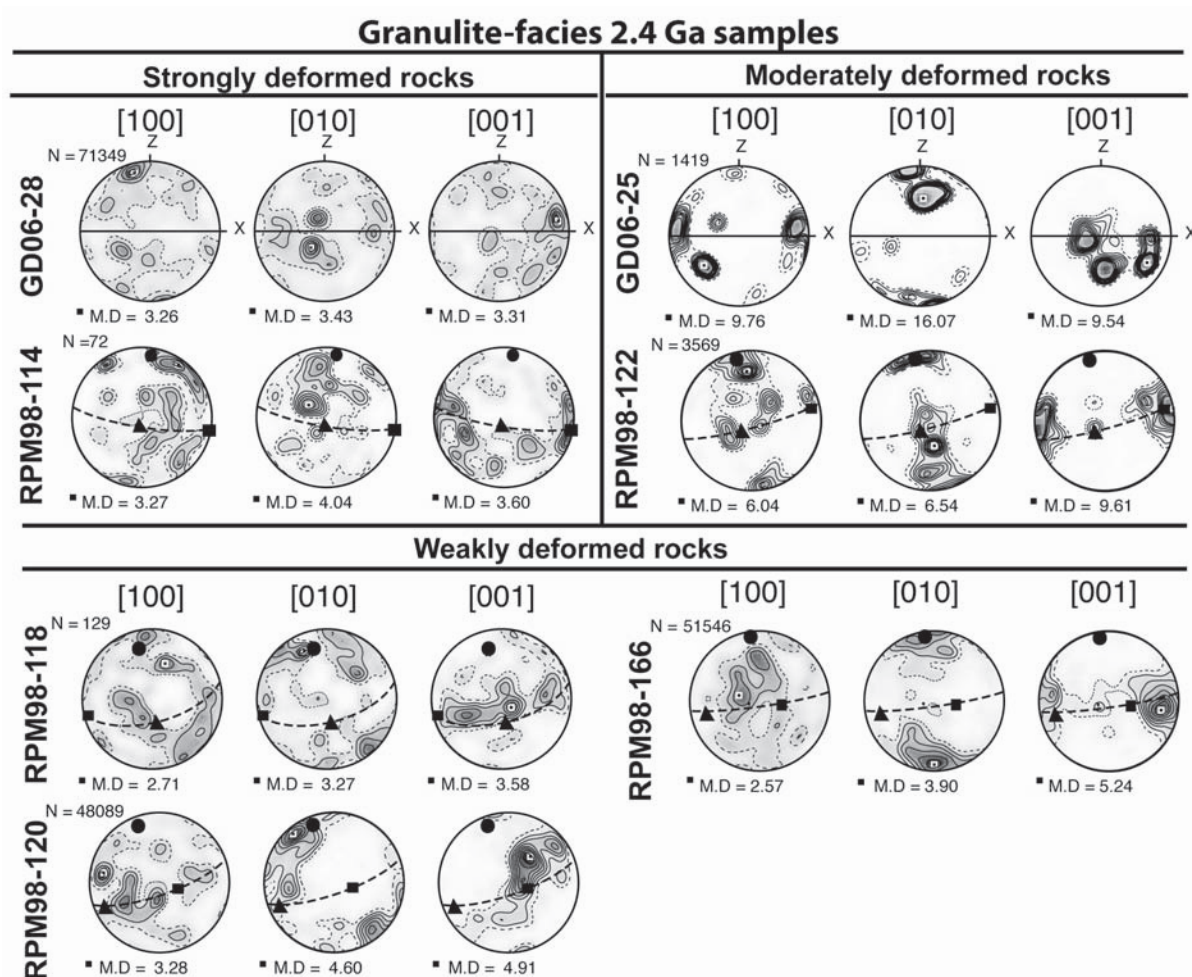 Granulite-facies 2.4 Ga samples
Strongly deformed rocks
Moderately deformed rocks
[100] [010] [001]
Z Z Z
N = 71349
GD06-28
X X X
M.D = 3.26 M.D = 3.43 M.D = 3.31
N =72
RPM98-114
M.D = 3.27 M.D = 4.04 M.D = 3.60
[100] [010] [001]
Z Z Z
N = 1419
GD06-25
X X X
M.D = 9.76 M.D = 16.07 M.D = 9.54
N = 3569
RPM98-122
M.D = 6.04 M.D = 6.54 M.D = 9.61
Weakly deformed rocks
[100] [010] [001]
N = 129
RPM98-118
M.D = 2.71 M.D = 3.27 M.D = 3.58
N = 48089
RPM98-120
M.D = 3.28 M.D = 4.60 M.D = 4.91
[100] [010] [001]
N = 51546
RPM98-166
M.D = 2.57 M.D = 3.90 M.D = 5.24